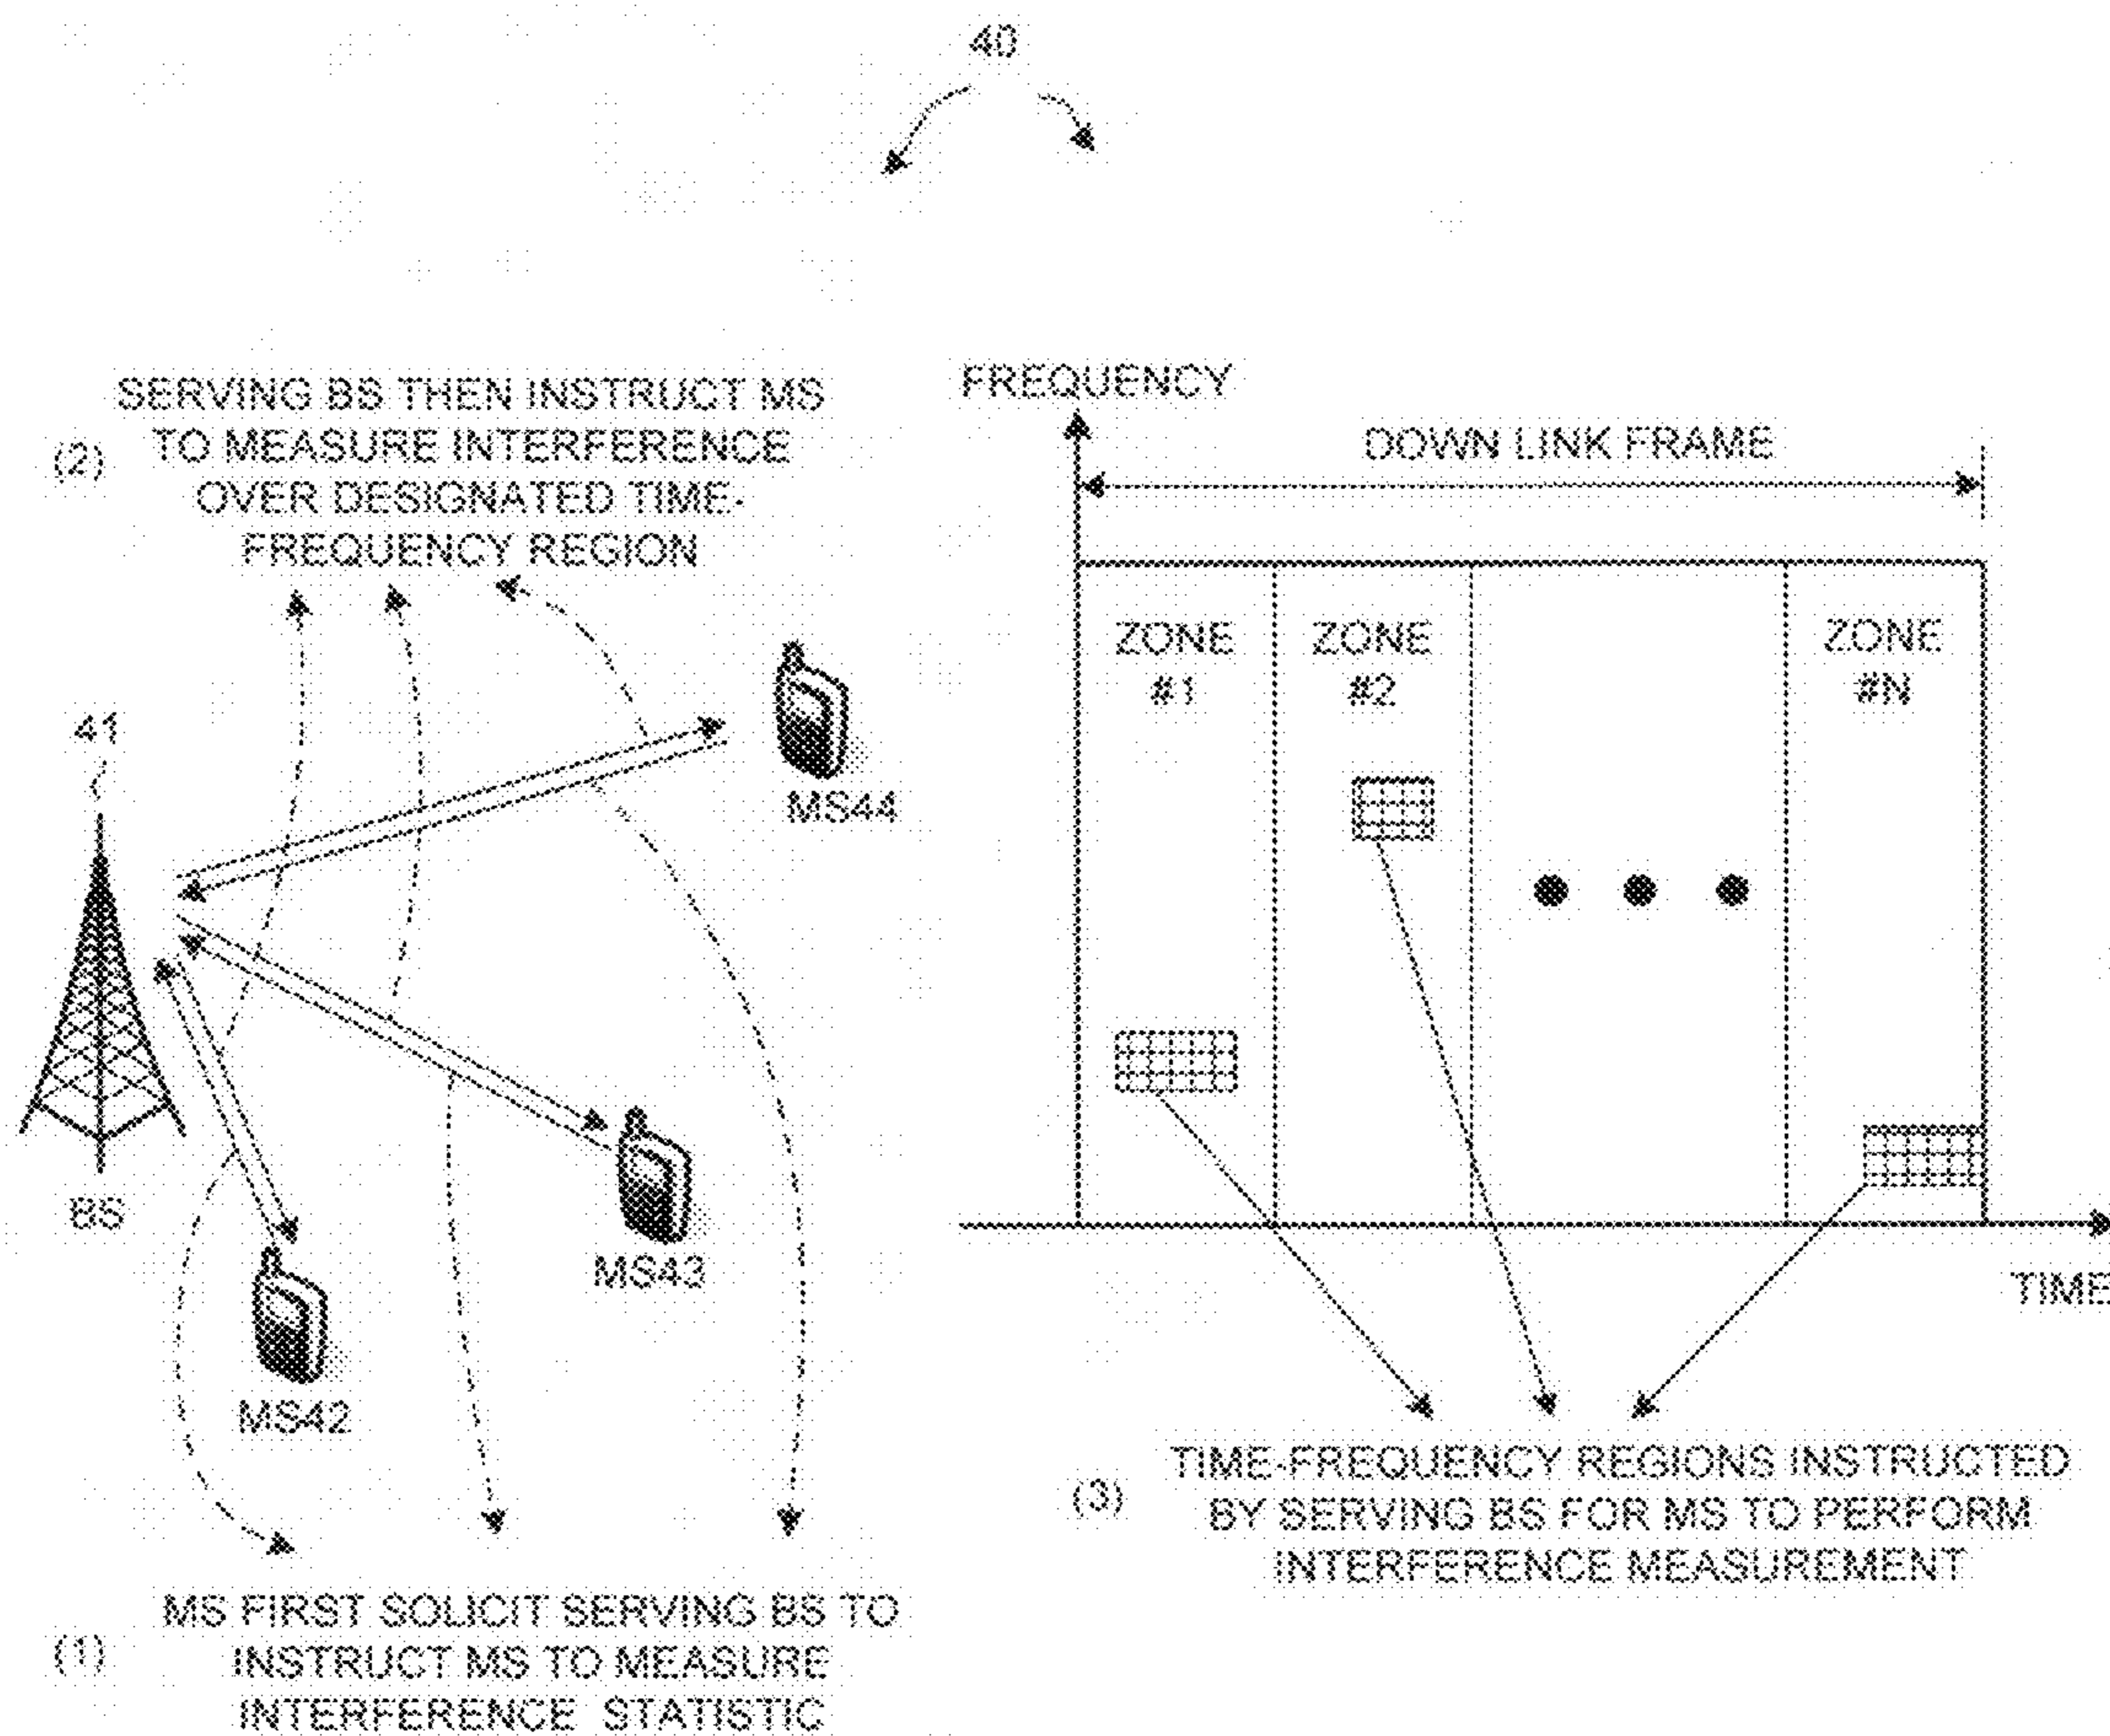 40
SERVING BS THEN INSTRUCT MS
(2) TO MEASURE INTERFERENCE
OVER DESIGNATED TIME-
FREQUENCY REGION
41
BS
MS44
MS43
MS42
MS FIRST SOLICIT SERVING BS TO
(1) INSTRUCT MS TO MEASURE
INTERFERENCE STATISTIC
FREQUENCY
DOWN LINK FRAME
ZONE
#1
ZONE
#2
ZONE
#N
TIME
TIME-FREQUENCY REGIONS INSTRUCTED
(3) BY SERVING BS FOR MS TO PERFORM
INTERFERENCE MEASUREMENT